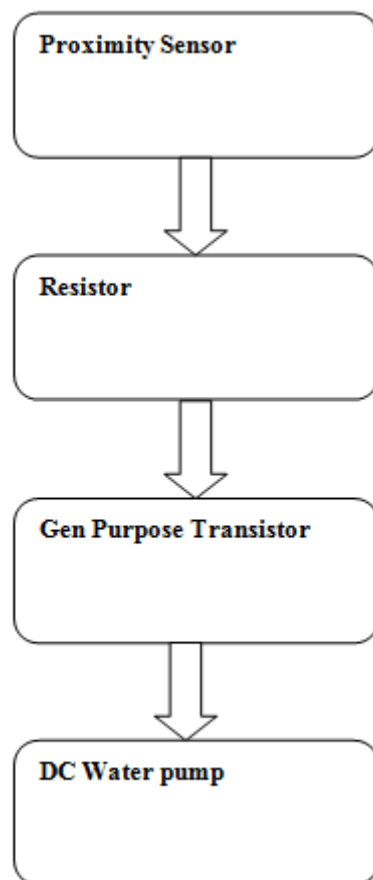 Proximity Sensor
Resistor
Gen Purpose Transistor
DC Water pump